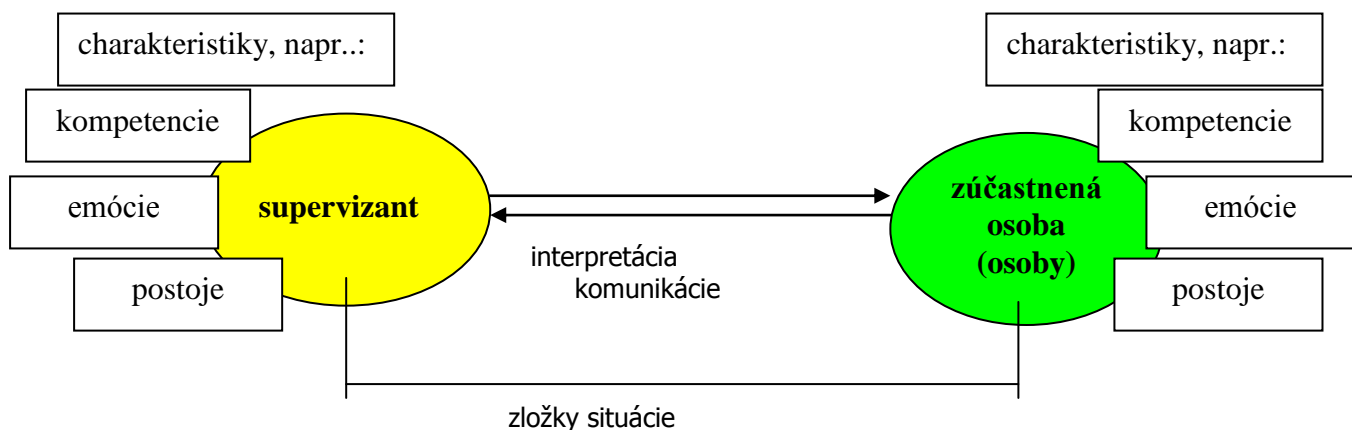 charakteristiky, napr..:
kompetencie
emócie
postoje
supervizant
interpretácia
komunikácie
zložky situácie
charakteristiky, napr.:
kompetencie
zúčastnená
osoba
(osoby)
emócie
postoje